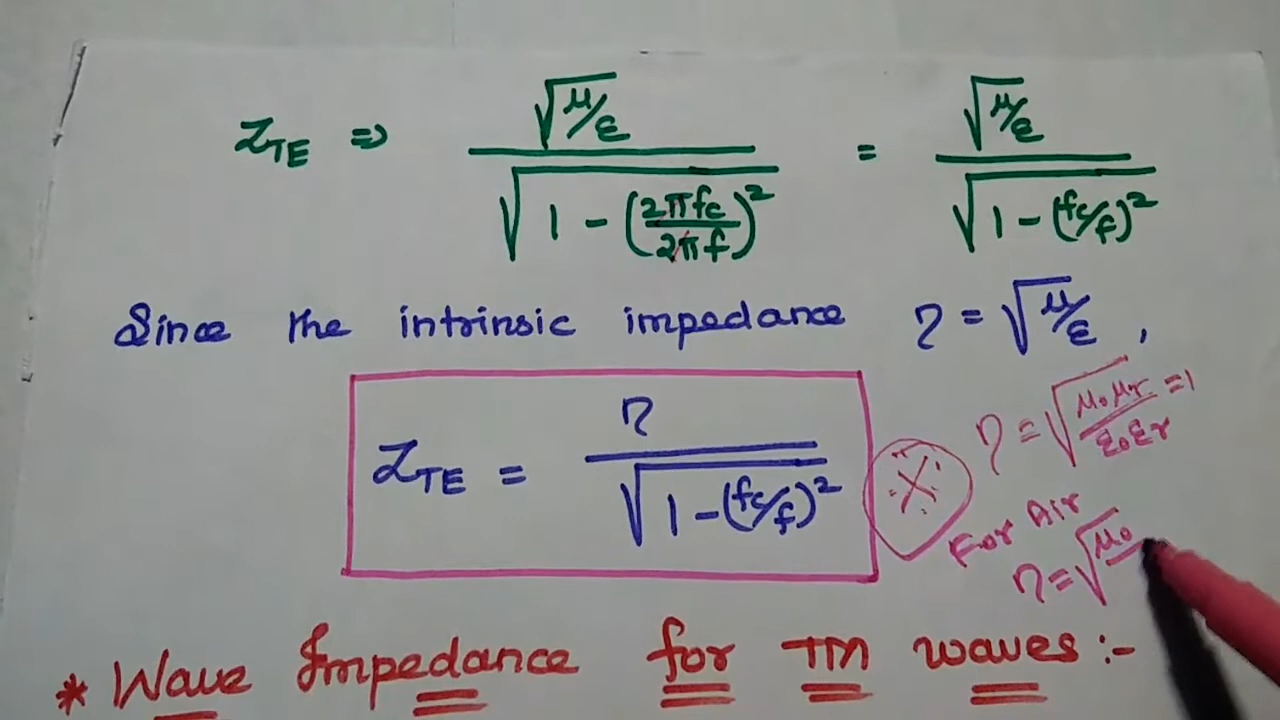 Z_TE ⇒ √(μ/ε) / √(1 - (2πfc/2πf)²) = √(μ/ε) / √(1 - (fc/f)²)
Since the intrinsic impedance η = √(μ/ε) ,
η = √(μ₀μr/ε₀εr) =1
Z_TE = η / √(1 - (fc/f)²)
For Air
η = √μ₀
* Wave Impedance for TM waves :-